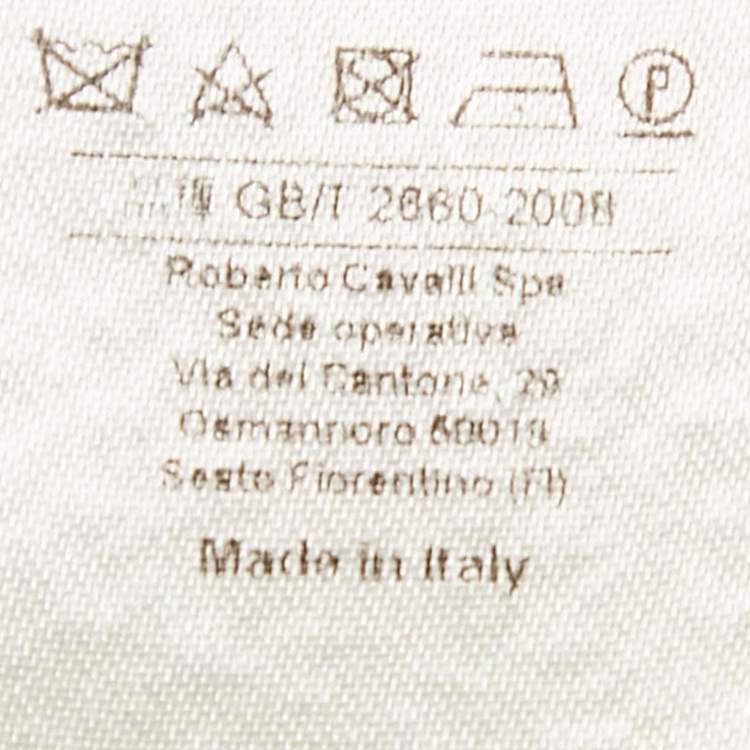 GB/T 2660-2008
Roberto Cavalli Spa
Sede operativa
Via del Cantone, 29
Osmannoro 50019
Sesto Fiorentino (FI)
Made in Italy